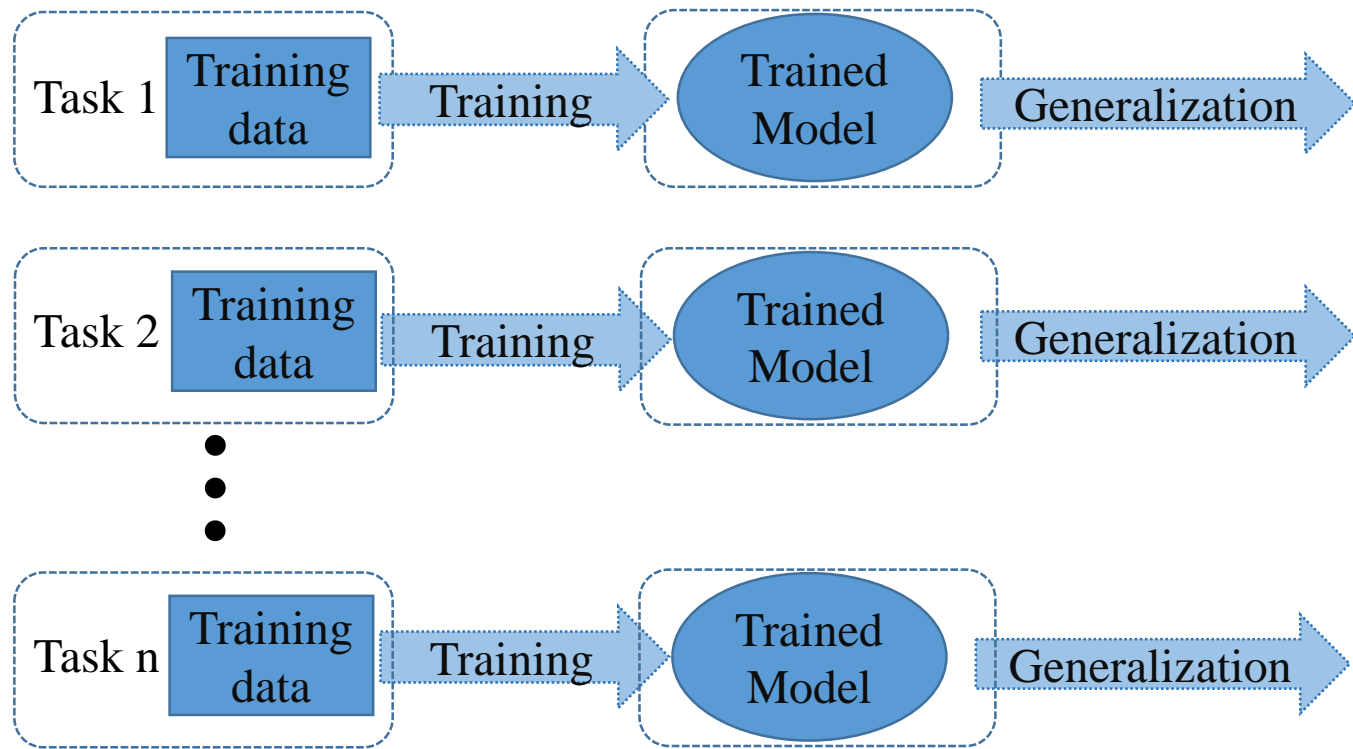 Task 1
Training
data
Training
Trained
Model
Generalization
Task 2
Training
data
Training
Trained
Model
Generalization
Task n
Training
data
Training
Trained
Model
Generalization